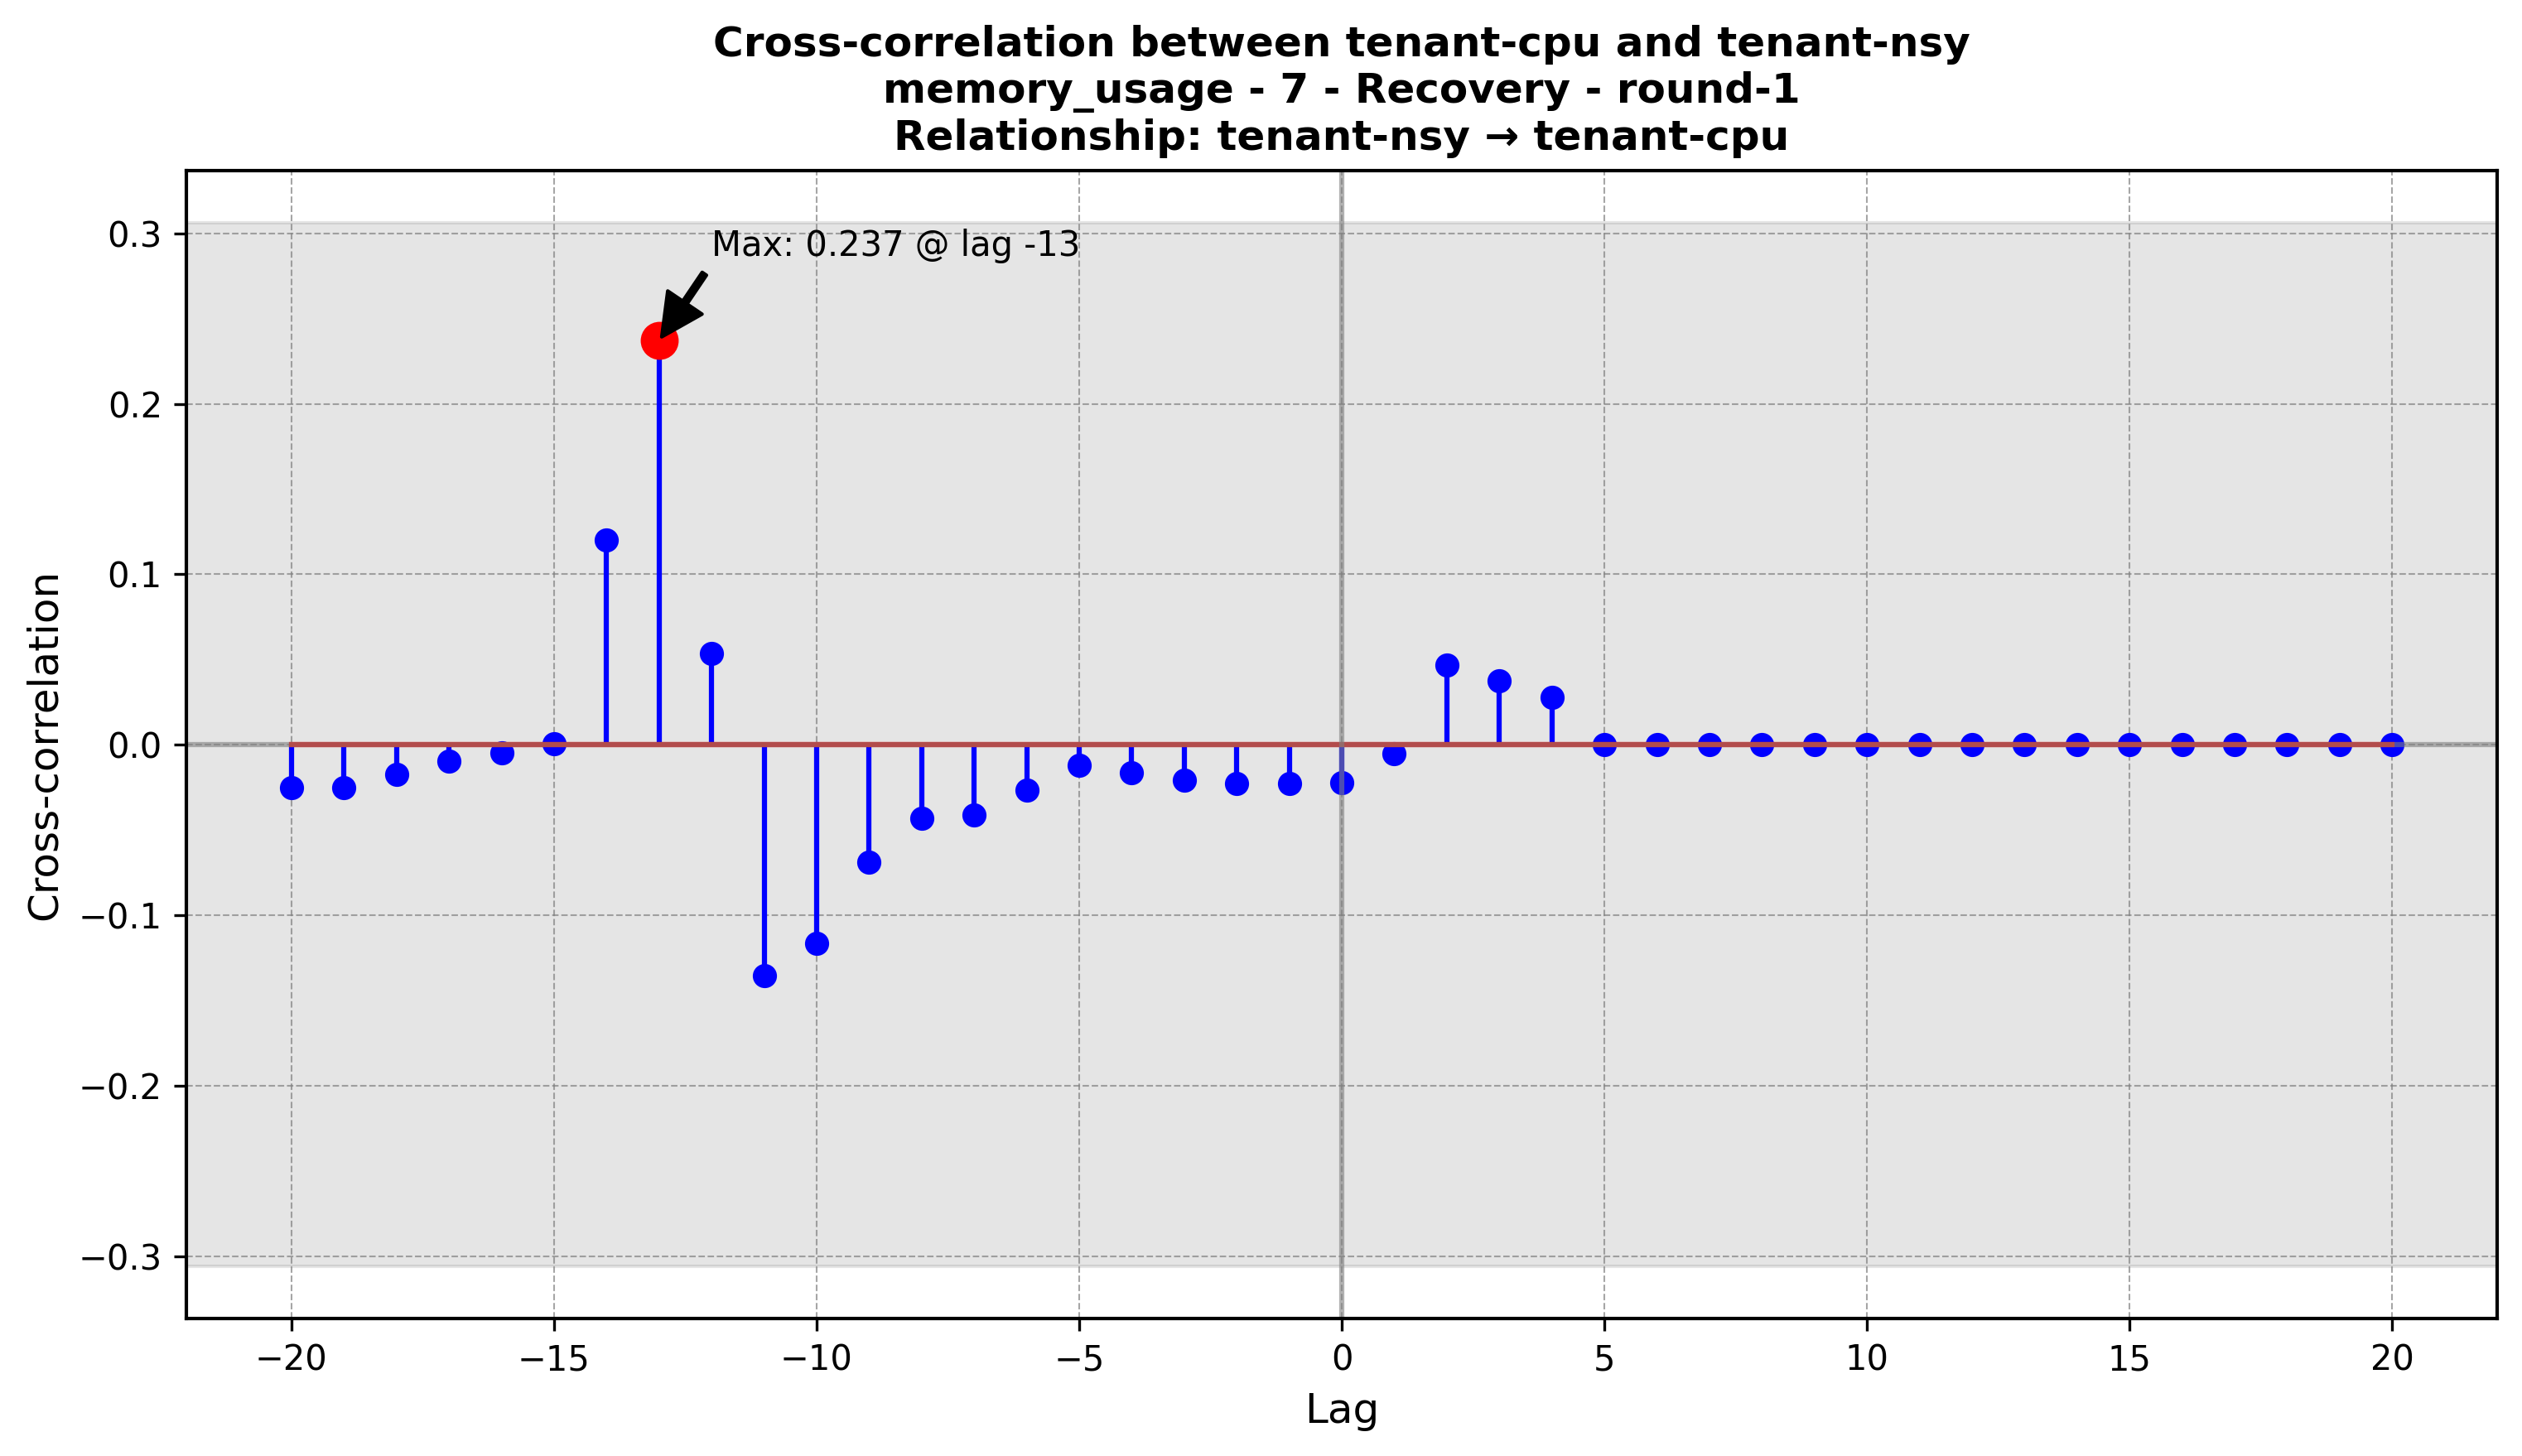 Cross-correlation between tenant-cpu and tenant-nsy
memory_usage - 7 - Recovery - round-1
Relationship: tenant-nsy → tenant-cpu
Max: 0.237 @ lag -13
0.3
0.2
0.1
0.0
−0.1
−0.2
−0.3
Cross-correlation
−20 −15 −10 −5 0 5 10 15 20
Lag